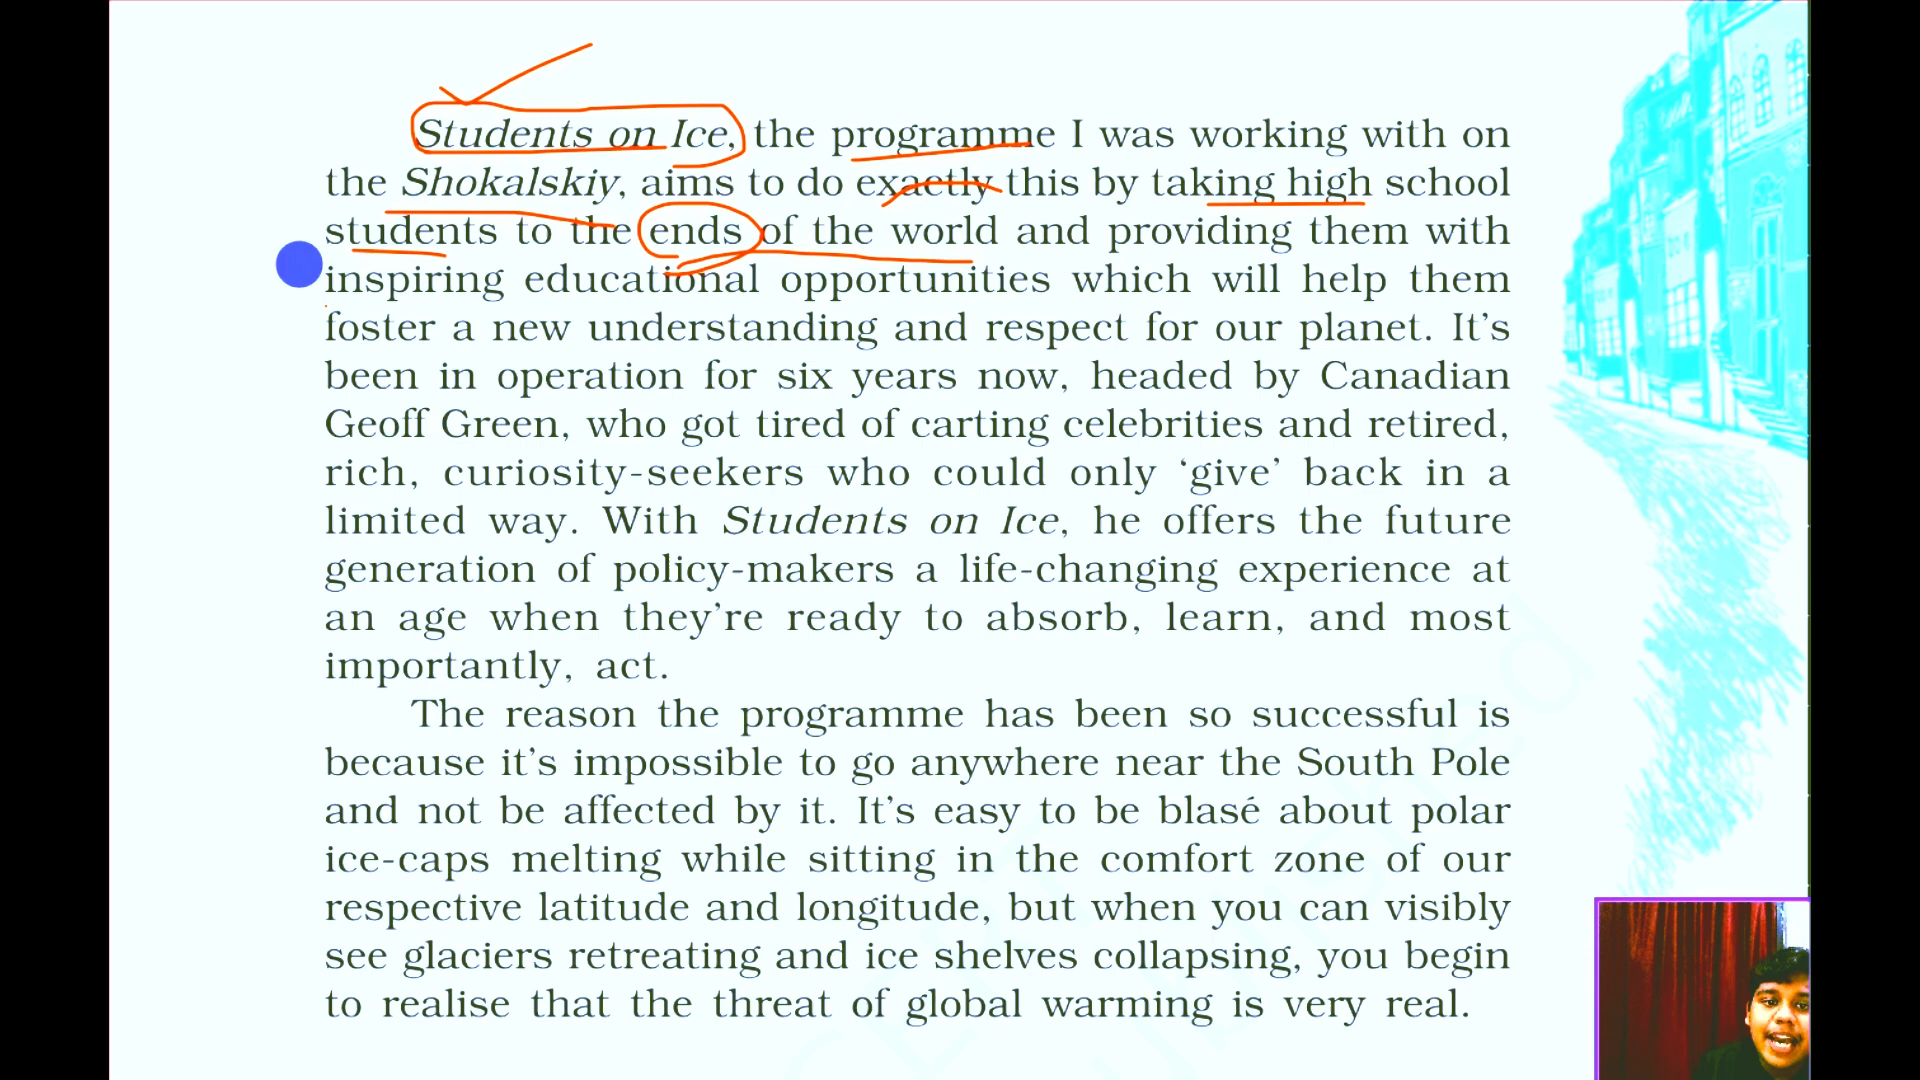 Students on Ice, the programme I was working with on
the Shokalskiy, aims to do exactly this by taking high school
students to the ends of the world and providing them with
inspiring educational opportunities which will help them
foster a new understanding and respect for our planet. It’s
been in operation for six years now, headed by Canadian
Geoff Green, who got tired of carting celebrities and retired,
rich, curiosity-seekers who could only ‘give’ back in a
limited way. With Students on Ice, he offers the future
generation of policy-makers a life-changing experience at
an age when they’re ready to absorb, learn, and most
importantly, act.
The reason the programme has been so successful is
because it’s impossible to go anywhere near the South Pole
and not be affected by it. It’s easy to be blasé about polar
ice-caps melting while sitting in the comfort zone of our
respective latitude and longitude, but when you can visibly
see glaciers retreating and ice shelves collapsing, you begin
to realise that the threat of global warming is very real.